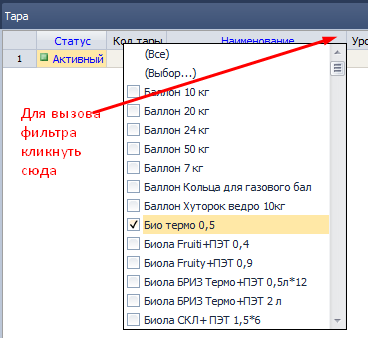 Тара
Статус Код тары Наименование Уро
1 Активный
(Все)
(Выбор...)
Баллон 10 кг
Баллон 20 кг
Баллон 24 кг
Баллон 50 кг
Баллон 7 кг
Баллон Кольца для газового бал
Баллон Хуторок ведро 10кг
Био термо 0,5
Биола Fruiti+ПЭТ 0,4
Биола Fruity+ПЭТ 0,9
Биола БРИЗ Термо+ПЭТ 0,5л*12
Биола БРИЗ Термо+ПЭТ 2 л
Биола СКЛ+ПЭТ 1,5*6
Для вызова
фильтра
кликнуть
сюда